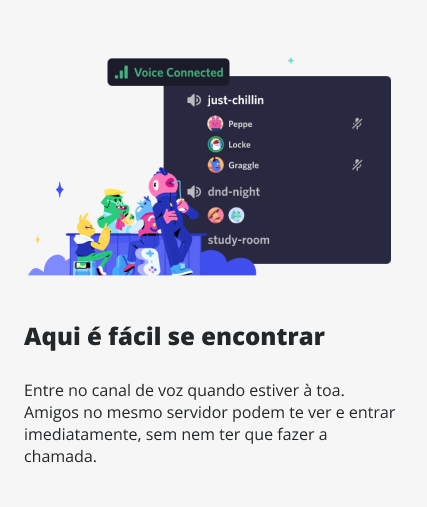 Voice Connected
just-chillin
Peppe
Locke
Graggle
dnd-night
study-room
Aqui é fácil se encontrar
Entre no canal de voz quando estiver à toa.
Amigos no mesmo servidor podem te ver e entrar
imediatamente, sem nem ter que fazer a
chamada.